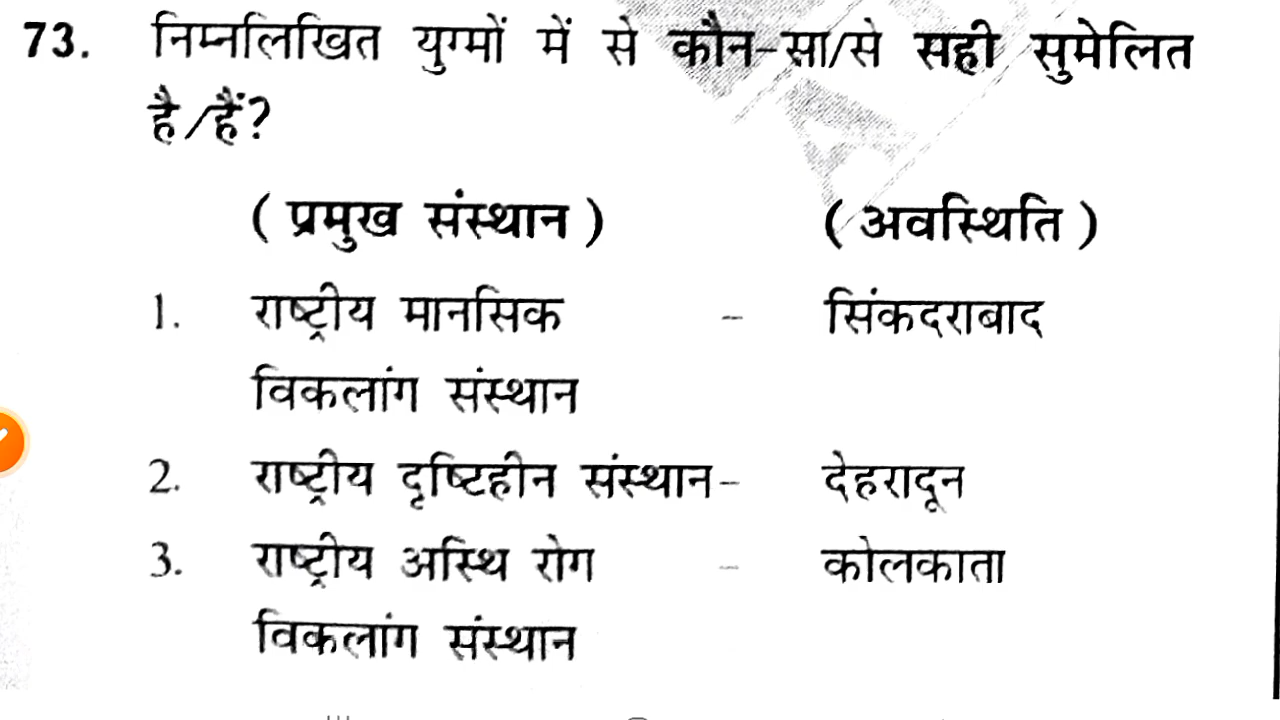 73. निम्नलिखित युग्मों में से कौन-सा/से सही सुमेलित
है/हैं?
( प्रमुख संस्थान ) ( अवस्थिति )
1. राष्ट्रीय मानसिक - सिंकदराबाद
विकलांग संस्थान
2. राष्ट्रीय दृष्टिहीन संस्थान- देहरादून
3. राष्ट्रीय अस्थि रोग - कोलकाता
विकलांग संस्थान